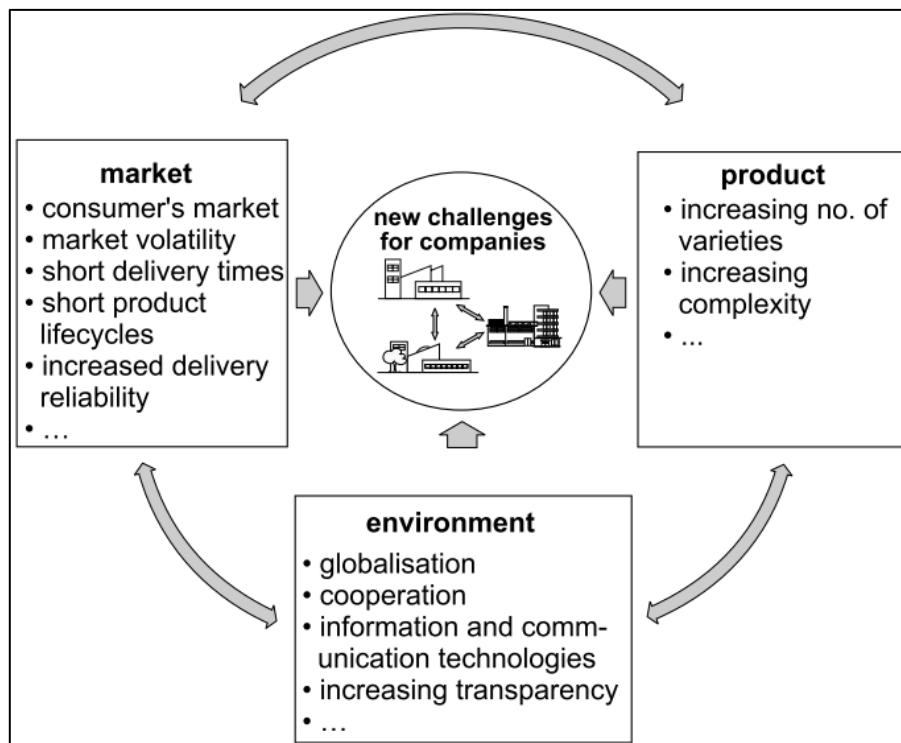 market
• consumer's market
• market volatility
• short delivery times
• short product
lifecycles
• increased delivery
reliability
• …
new challenges
for companies
product
• increasing no. of
varieties
• increasing
complexity
• ...
environment
• globalisation
• cooperation
• information and comm-
unication technologies
• increasing transparency
• …